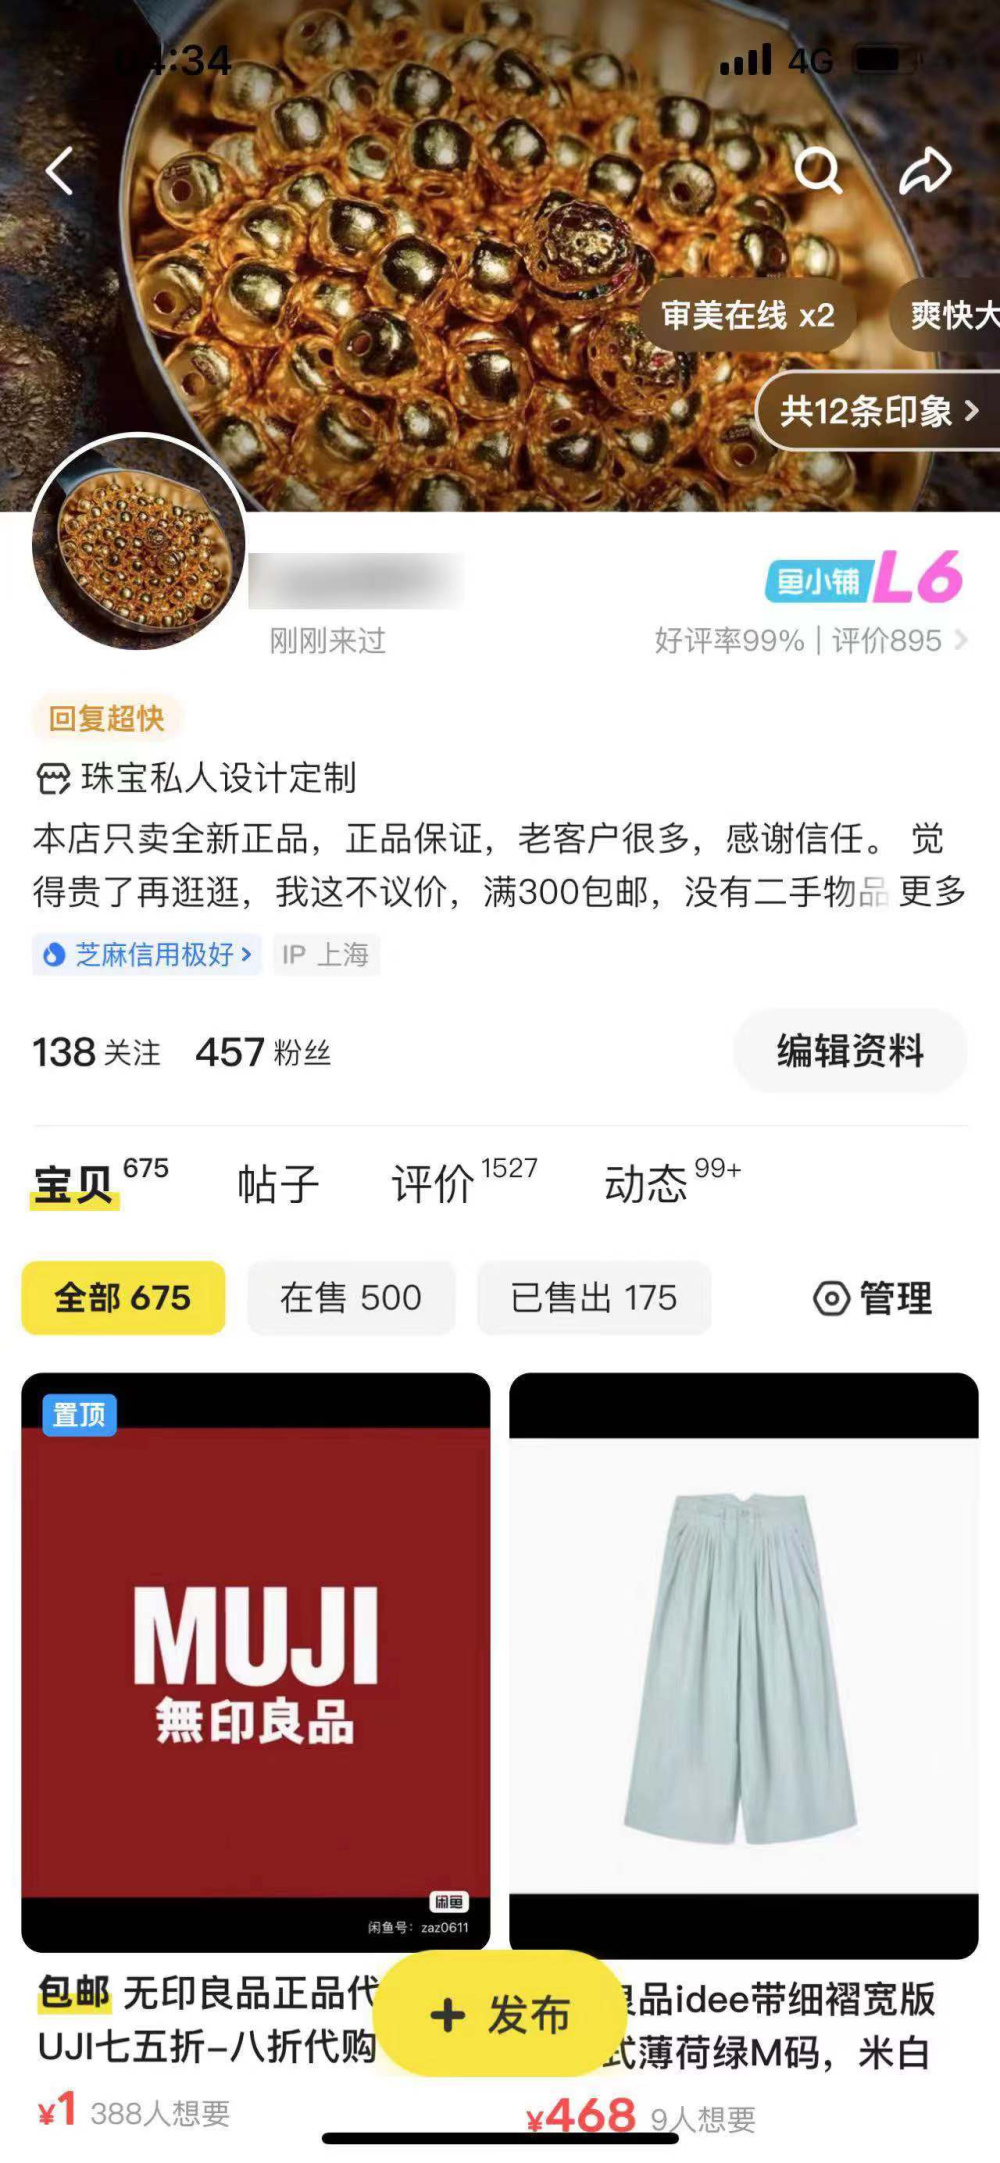 :34 4G
审美在线 x2 爽快大
共12条印象 >
鱼小铺 L6
刚刚来过 好评率99% | 评价895 >
回复超快
珠宝私人设计定制
本店只卖全新正品，正品保证，老客户很多，感谢信任。 觉
得贵了再逛逛，我这不议价，满300包邮，没有二手物品 更多
芝麻信用极好 > IP 上海
138 关注 457 粉丝 编辑资料
宝贝 675 帖子 评价 1527 动态 99+
全部 675 在售 500 已售出 175 管理
置顶
MUJI
無印良品
闲鱼
闲鱼号：zaz0611
包邮 无印良品正品代
UJI七五折-八折代购
¥1 388人想要
品idee带细褶宽版
式薄荷绿M码，米白
¥468 9人想要
+ 发布